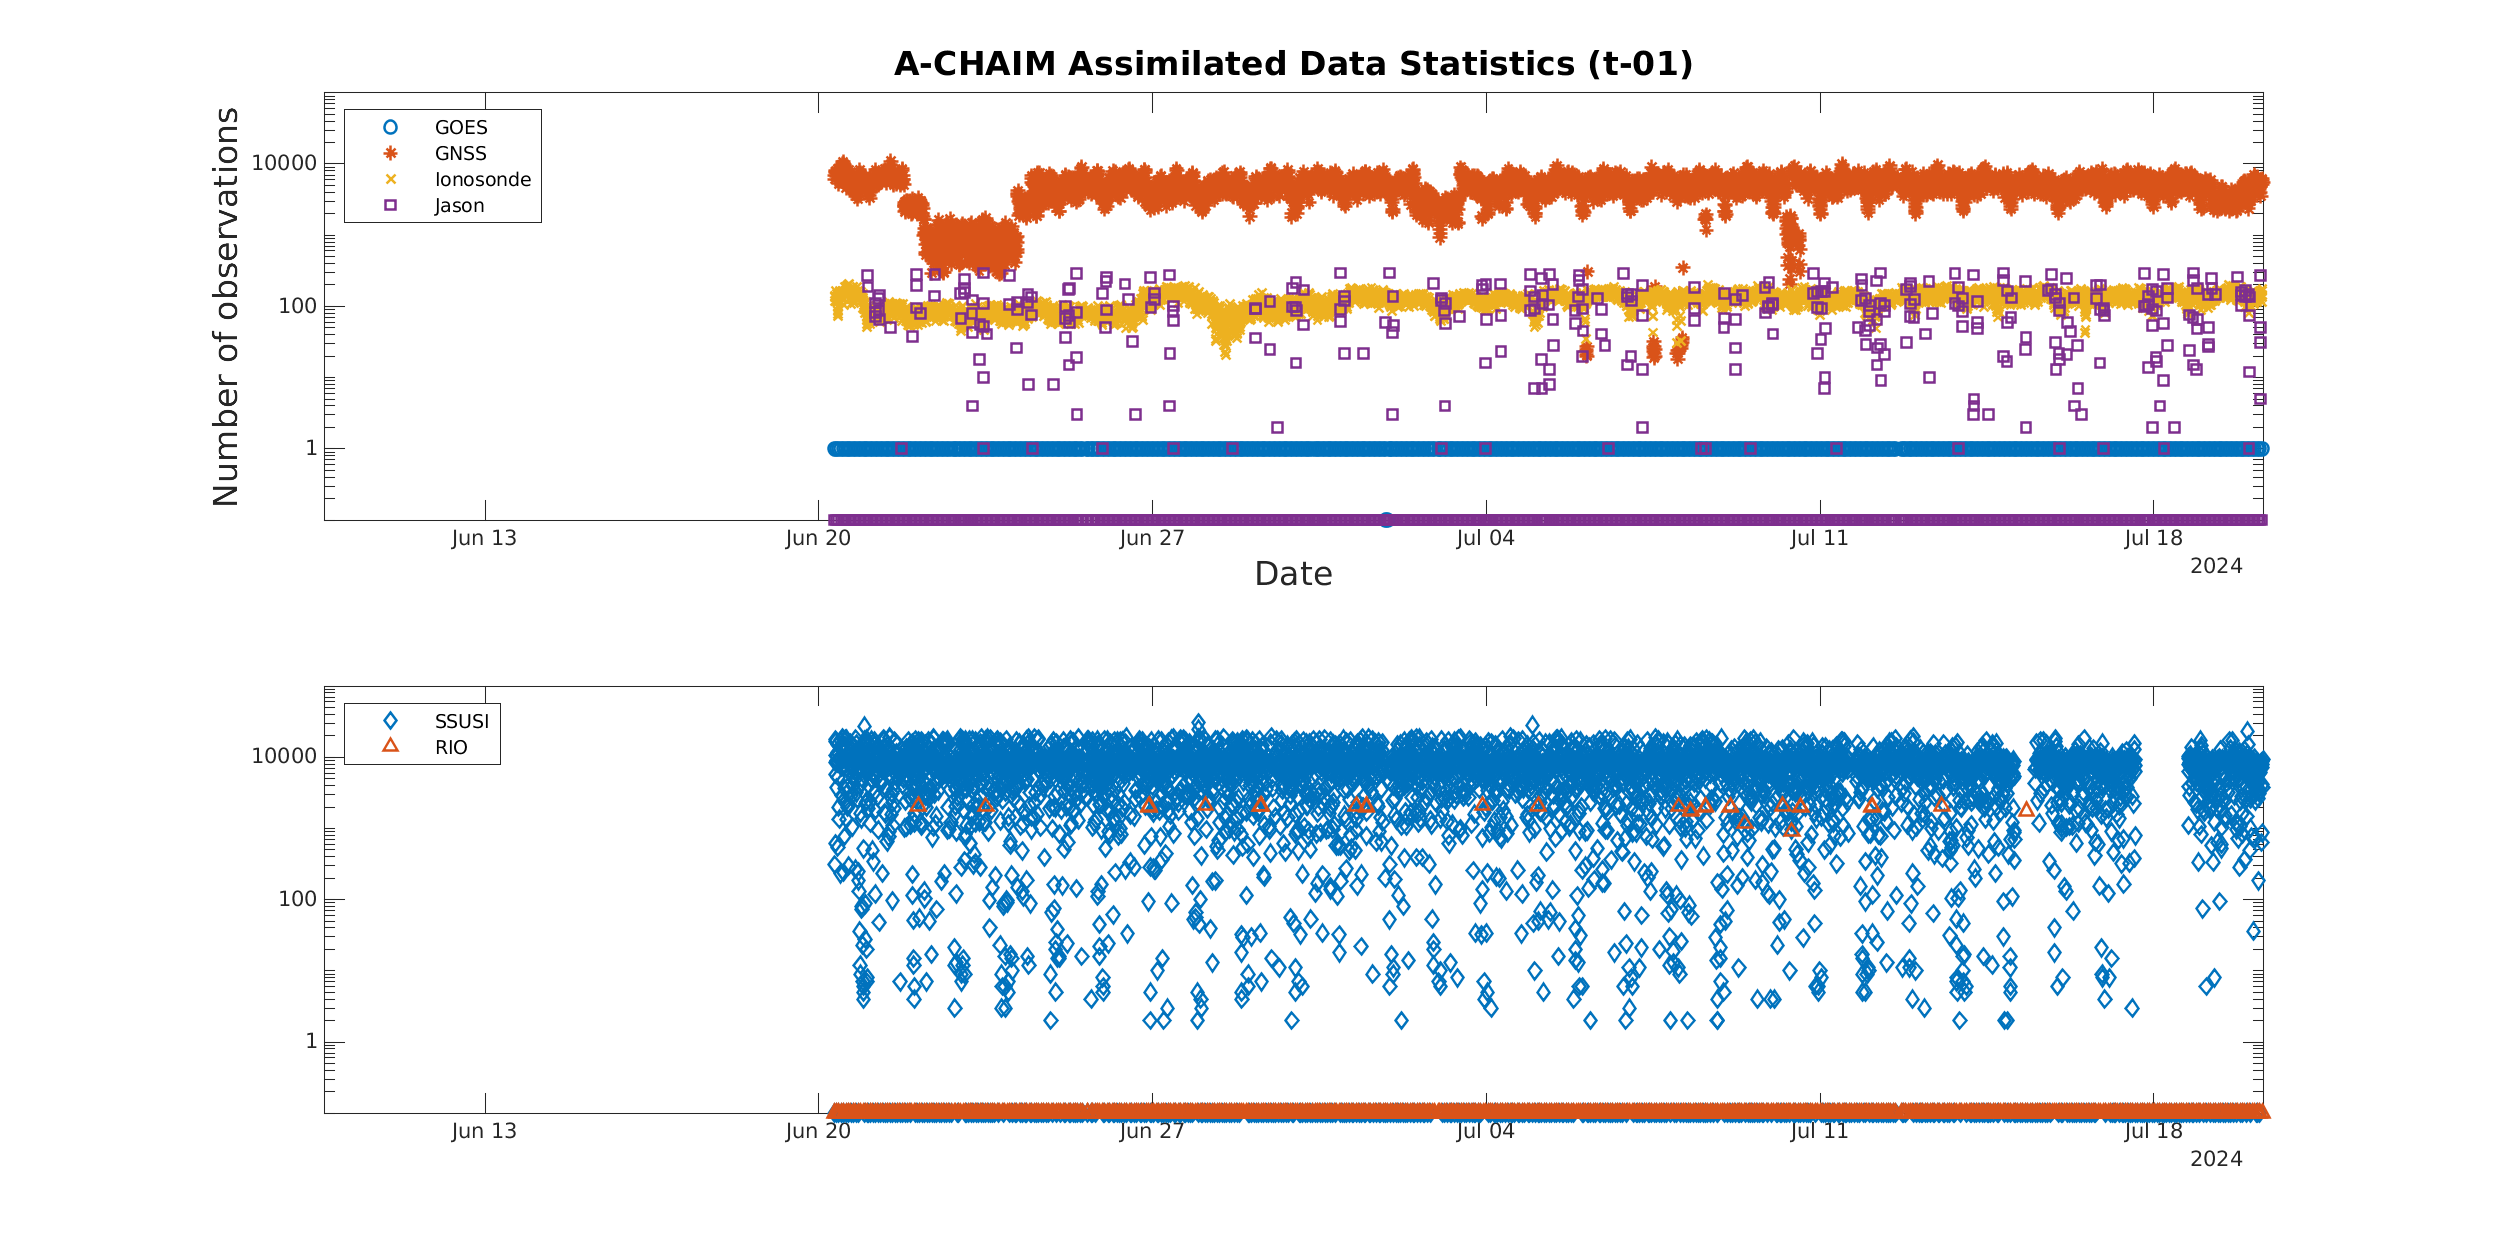 A-CHAIM Assimilated Data Statistics (t-01)
Number of observations
10000
100
1
GOES
GNSS
Ionosonde
Jason
Jun 13
Jun 20
Jun 27
Jul 04
Jul 11
Jul 18
2024
Date
10000
100
1
SSUSI
RIO
Jun 13
Jun 20
Jun 27
Jul 04
Jul 11
Jul 18
2024